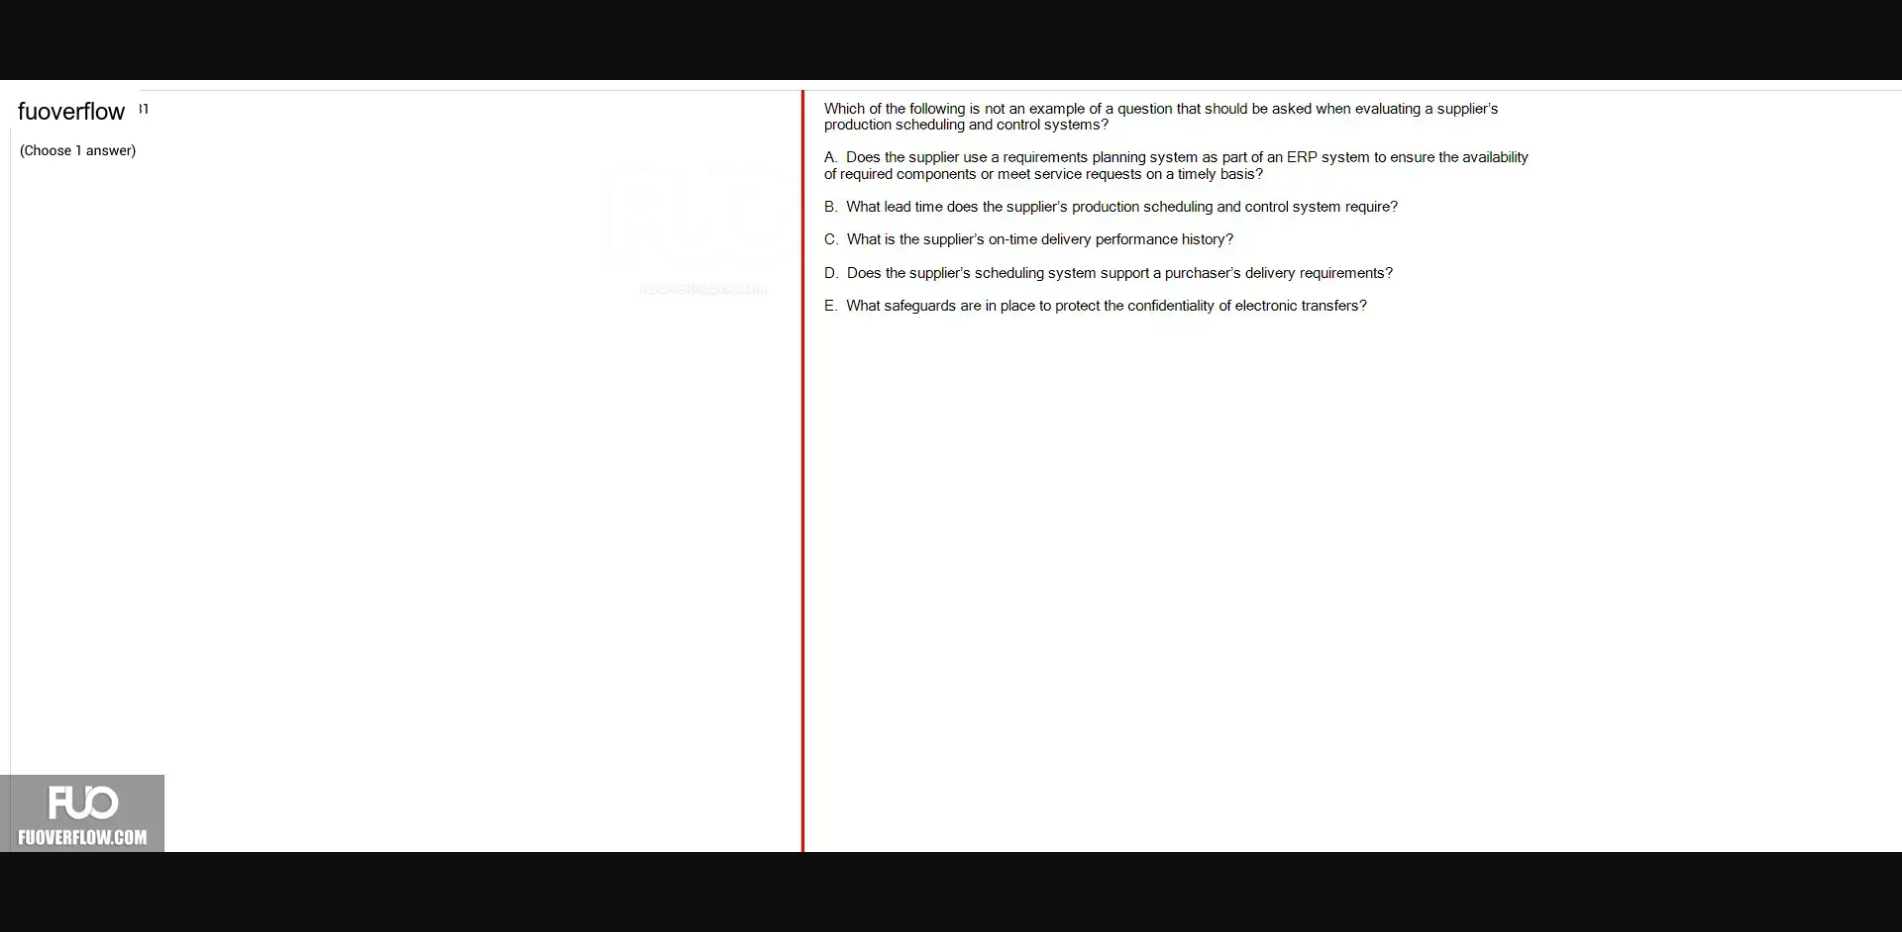 fuoverflow 31
(Choose 1 answer)
Which of the following is not an example of a question that should be asked when evaluating a supplier's
production scheduling and control systems?
A. Does the supplier use a requirements planning system as part of an ERP system to ensure the availability
of required components or meet service requests on a timely basis?
B. What lead time does the supplier's production scheduling and control system require?
C. What is the supplier's on-time delivery performance history?
D. Does the supplier's scheduling system support a purchaser's delivery requirements?
E. What safeguards are in place to protect the confidentiality of electronic transfers?
FUO
FUOVERFLOW.COM
FUO
FUOVERFLOW.COM